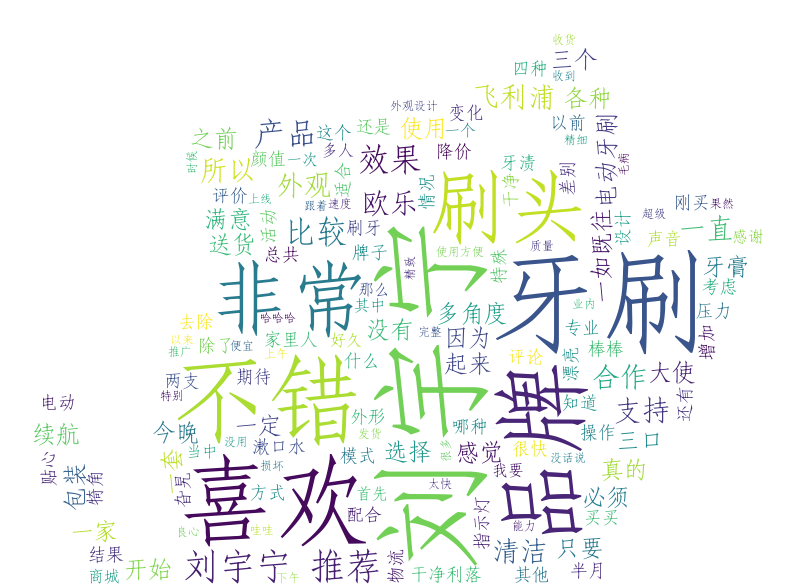 收货
三个
四种
收到
飞利浦
各种
外观设计
变化
以前
之前
产品
这个
还是
使用
一个
精细
电动牙刷
毛病
时候
所以
颜值
一次
多人
适合
效果
降价
牙渍
干净
差别
评价
上线
外观
跟着
速度
欧乐
情况
刷头
刚买
果然
满意
活动
比较
刷牙
设计
超级
一直
送货
总共
牌子
精致
使用方便
特殊
质量
声音
感谢
一如既往
非常
那么
其中
牙刷
牙膏
考虑
哈哈哈
多角度
业内
压力
去除
没有
因为
专业
增加
以来
家里人
好久
完整
推广
除了
便宜
上午
什么
起来
评论
漂亮
棒棒
不错
刘宇宁
两支
期待
合作
大使
特别
外形
哪种
知道
还有
电动
一定
品牌
支持
续航
今晚
发货
操作
三口
当中
没用
漱口水
模式
选择
很多
感觉
很快
没话说
贴心
包装
犄角
一套
旮旯
损坏
喜欢
方式
首先
太快
我要
真的
必须
配合
指示灯
买买
一家
良心
哇哇
能力
结果
开始
刘宇宁
推荐
物流
清洁
只要
商城
下午
干净利落
其他
半月